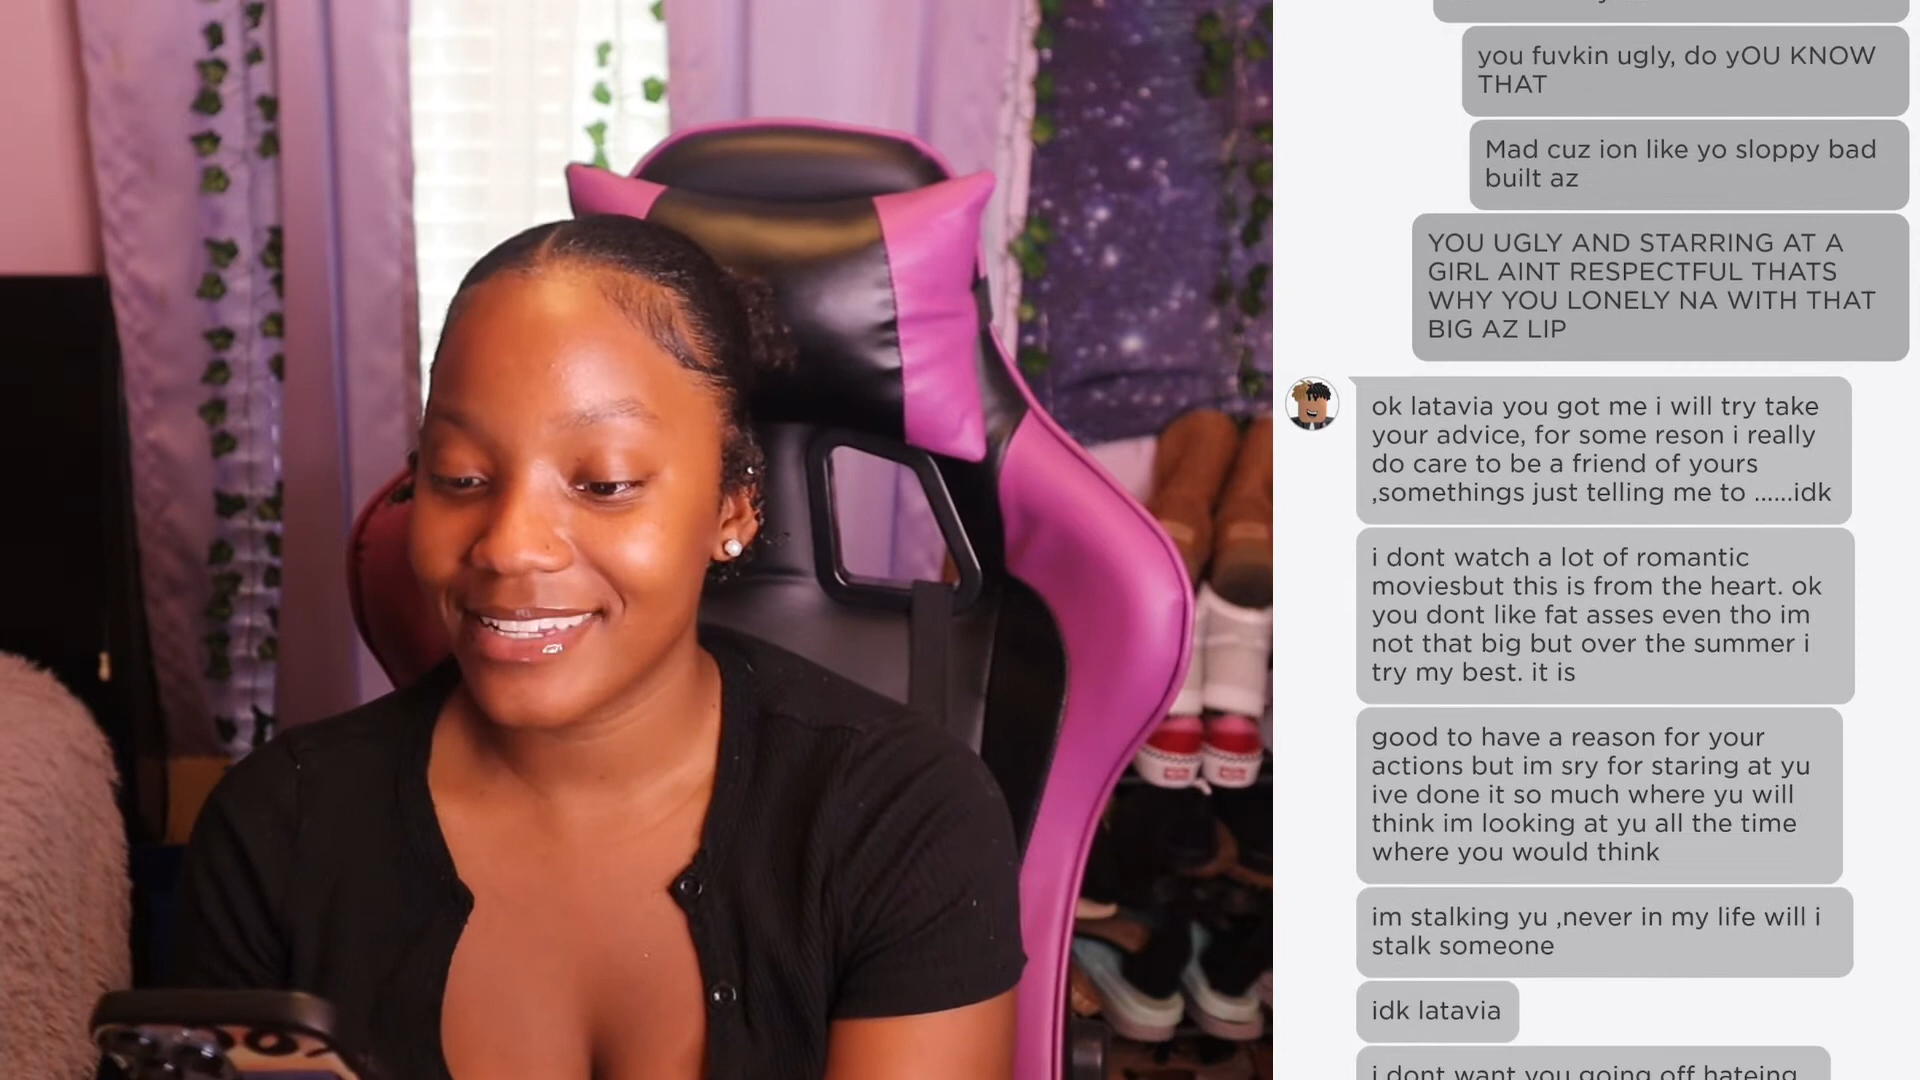 you fuvkin ugly, do yOU KNOW
THAT
Mad cuz ion like yo sloppy bad
built az
YOU UGLY AND STARRING AT A
GIRL AINT RESPECTFUL THATS
WHY YOU LONELY NA WITH THAT
BIG AZ LIP
ok latavia you got me i will try take
your advice, for some reson i really
do care to be a friend of yours
,somethings just telling me to ......idk
i dont watch a lot of romantic
moviesbut this is from the heart. ok
you dont like fat asses even tho im
not that big but over the summer i
try my best. it is
good to have a reason for your
actions but im sry for staring at yu
ive done it so much where yu will
think im looking at yu all the time
where you would think
im stalking yu ,never in my life will i
stalk someone
idk latavia
i dont want you going off hateing